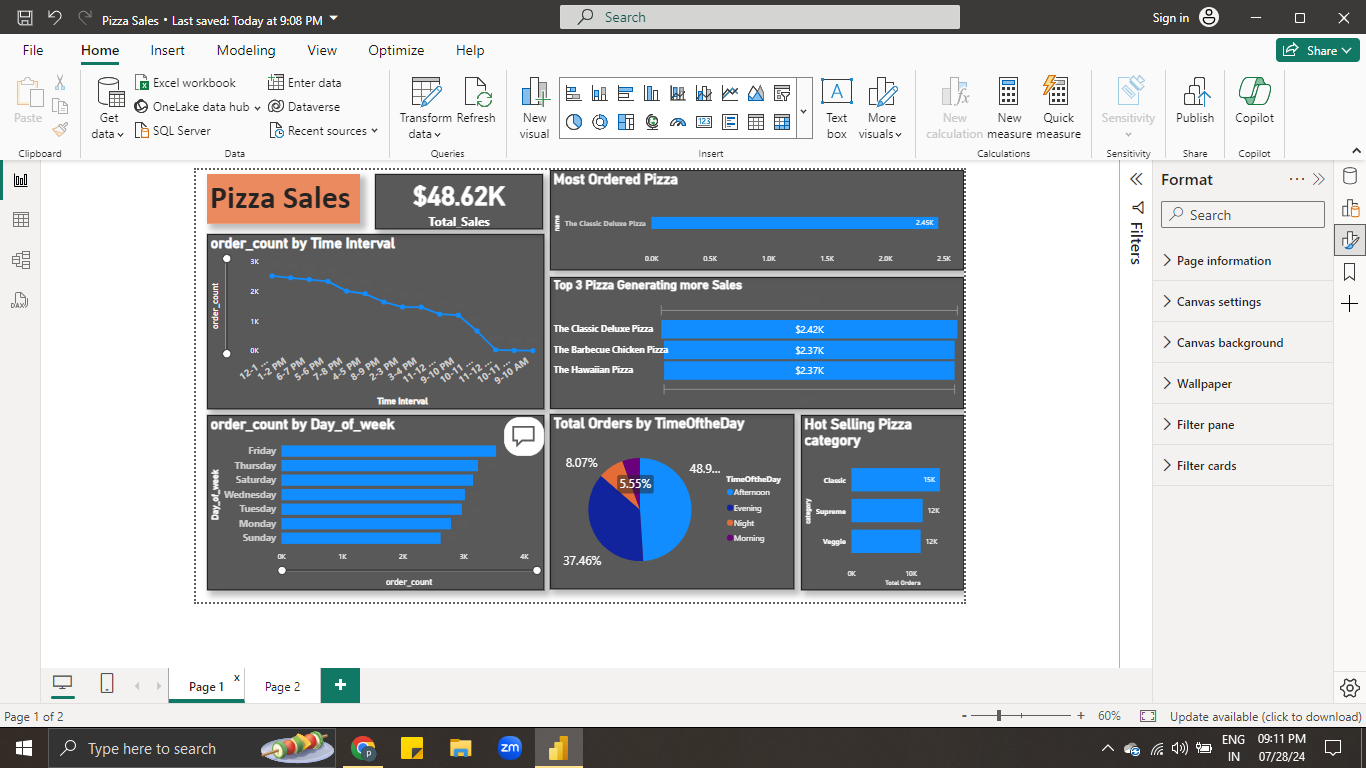 Pizza Sales • Last saved: Today at 9:08 PM
Search
Sign in
File
Home
Insert
Modeling
View
Optimize
Help
Share
Paste
Clipboard
Get data
Excel workbook
OneLake data hub
SQL Server
Enter data
Dataverse
Recent sources
Data
Transform data
Refresh
Queries
New visual
Text box
More visuals
Insert
New calculation
New measure
Quick measure
Calculations
Sensitivity
Sensitivity
Publish
Share
Copilot
Copilot
Pizza Sales
$48.62K
Total_Sales
order_count by Time Interval
order_count
3K
2K
1K
0K
12-1 ...
1-2 PM
6-7 PM
5-6 PM
7-8 PM
4-5 PM
8-9 PM
2-3 PM
3-4 PM
11-12 ...
9-10 PM
10-11 ...
11-12 ...
10-11 ...
9-10 AM
Time Interval
Most Ordered Pizza
name
The Classic Deluxe Pizza
2.45K
0.0K
0.5K
1.0K
1.5K
2.0K
2.5K
Top 3 Pizza Generating more Sales
The Classic Deluxe Pizza
$2.42K
The Barbecue Chicken Pizza
$2.37K
The Hawaiian Pizza
$2.37K
order_count by Day_of_week
Day_of_week
Friday
Thursday
Saturday
Wednesday
Tuesday
Monday
Sunday
0K
1K
2K
3K
4K
order_count
Total Orders by TimeOftheDay
8.07%
5.55%
48.9...
37.46%
TimeOftheDay
Afternoon
Evening
Night
Morning
Hot Selling Pizza
category
category
Classic
15K
Supreme
12K
Veggie
12K
0K
10K
Total Orders
Filters
Format
Search
Page information
Canvas settings
Canvas background
Wallpaper
Filter pane
Filter cards
DAX
Page 1
x
Page 2
+
Page 1 of 2
-
+
60%
Update available (click to download)
Type here to search
p
zm
ENG
IN
09:11 PM
07/28/24